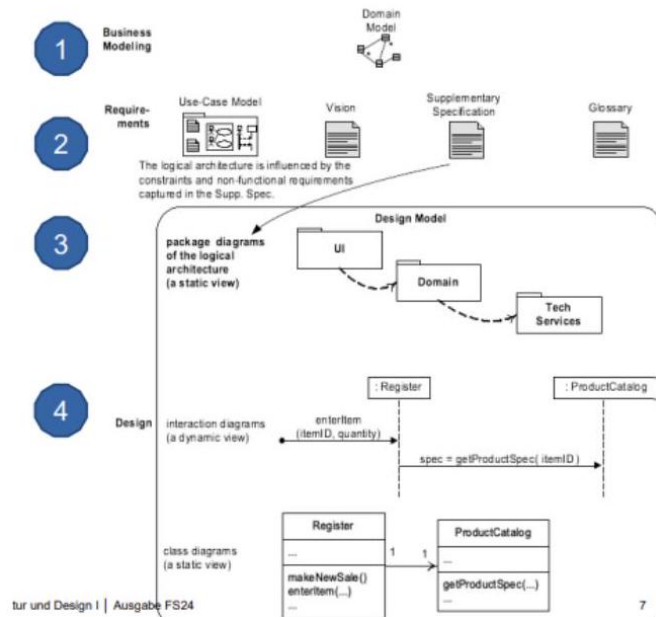 Domain
Model
1
Business
Modeling
Require-
ments
Use-Case Model
Vision
Supplementary
Specification
Glossary
2
The logical architecture is influenced by the
constraints and non-functional requirements
captured in the Supp. Spec.
Design Model
3
package diagrams
of the logical
architecture
(a static view)
UI
Domain
Tech
Services
4
Design
interaction diagrams
(a dynamic view)
enterItem
(itemID, quantity)
: Register
: ProductCatalog
spec = getProductSpec( itemID )
class diagrams
(a static view)
Register
...
makeNewSale()
enterItem(...)
...
1
1
ProductCatalog
...
getProductSpec(...)
...
tur und Design I | Ausgabe FS24
7